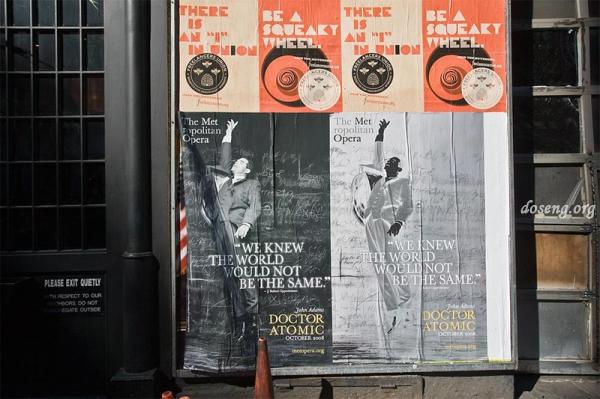 THERE
IS
AN "I"
IN UNION
BE A
SQUEAKY
WHEEL.
THERE
IS
AN "I"
IN UNION
BE A
SQUEAKY
WHEEL.
The Met
ropolitan
Opera
"WE KNEW
THE WORLD
WOULD NOT
BE THE SAME."
John Adams
DOCTOR
ATOMIC
OCTOBER 2008
metopera.org
The Met
ropolitan
Opera
"WE KNEW
THE WORLD
WOULD NOT
BE THE SAME."
John Adams
DOCTOR
ATOMIC
OCTOBER 2008
metopera.org
PLEASE EXIT QUIETLY
WITH RESPECT TO OUR
NEIGHBORS, DO NOT
CONGREGATE OUTSIDE
doseng.org